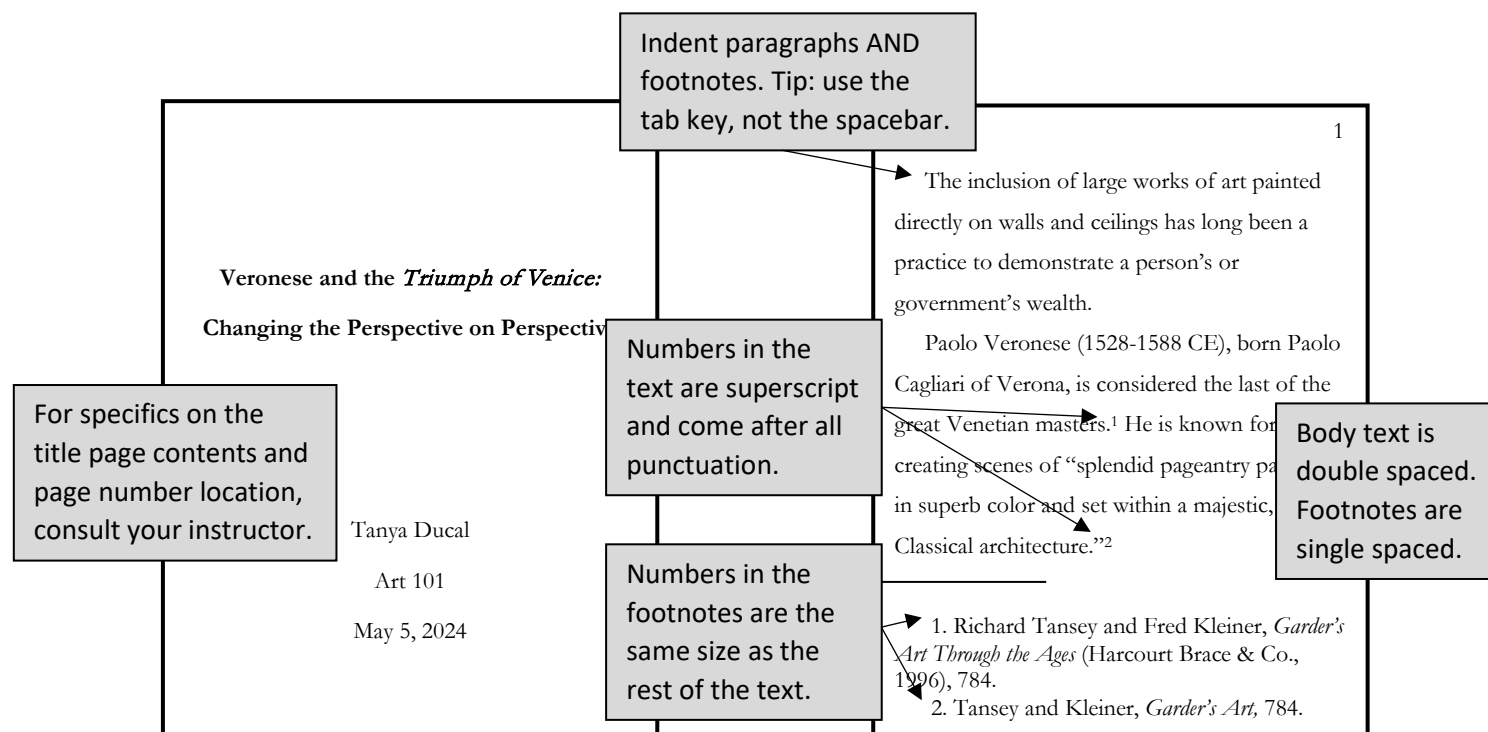 Indent paragraphs AND
footnotes. Tip: use the
tab key, not the spacebar.
Veronese and the Triumph of Venice:
Changing the Perspective on Perspectiv
For specifics on the
title page contents and
page number location,
consult your instructor.
Tanya Ducal
Art 101
May 5, 2024
Numbers in the
text are superscript
and come after all
punctuation.
Numbers in the
footnotes are the
same size as the
rest of the text.
1
The inclusion of large works of art painted
directly on walls and ceilings has long been a
practice to demonstrate a person’s or
government’s wealth.
Paolo Veronese (1528-1588 CE), born Paolo
Cagliari of Verona, is considered the last of the
great Venetian masters.¹ He is known for
creating scenes of “splendid pageantry pa
in superb color and set within a majestic,
Classical architecture.”²
Body text is
double spaced.
Footnotes are
single spaced.
1. Richard Tansey and Fred Kleiner, Garder’s
Art Through the Ages (Harcourt Brace & Co.,
1996), 784.
2. Tansey and Kleiner, Garder’s Art, 784.